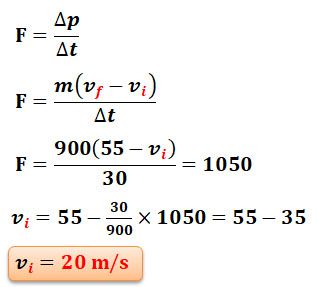 F = Δp/Δt
F = m(v_f − v_i)/Δt
F = 900(55 − v_i)/30 = 1050
v_i = 55 − 30/900 × 1050 = 55 − 35
v_i = 20 m/s